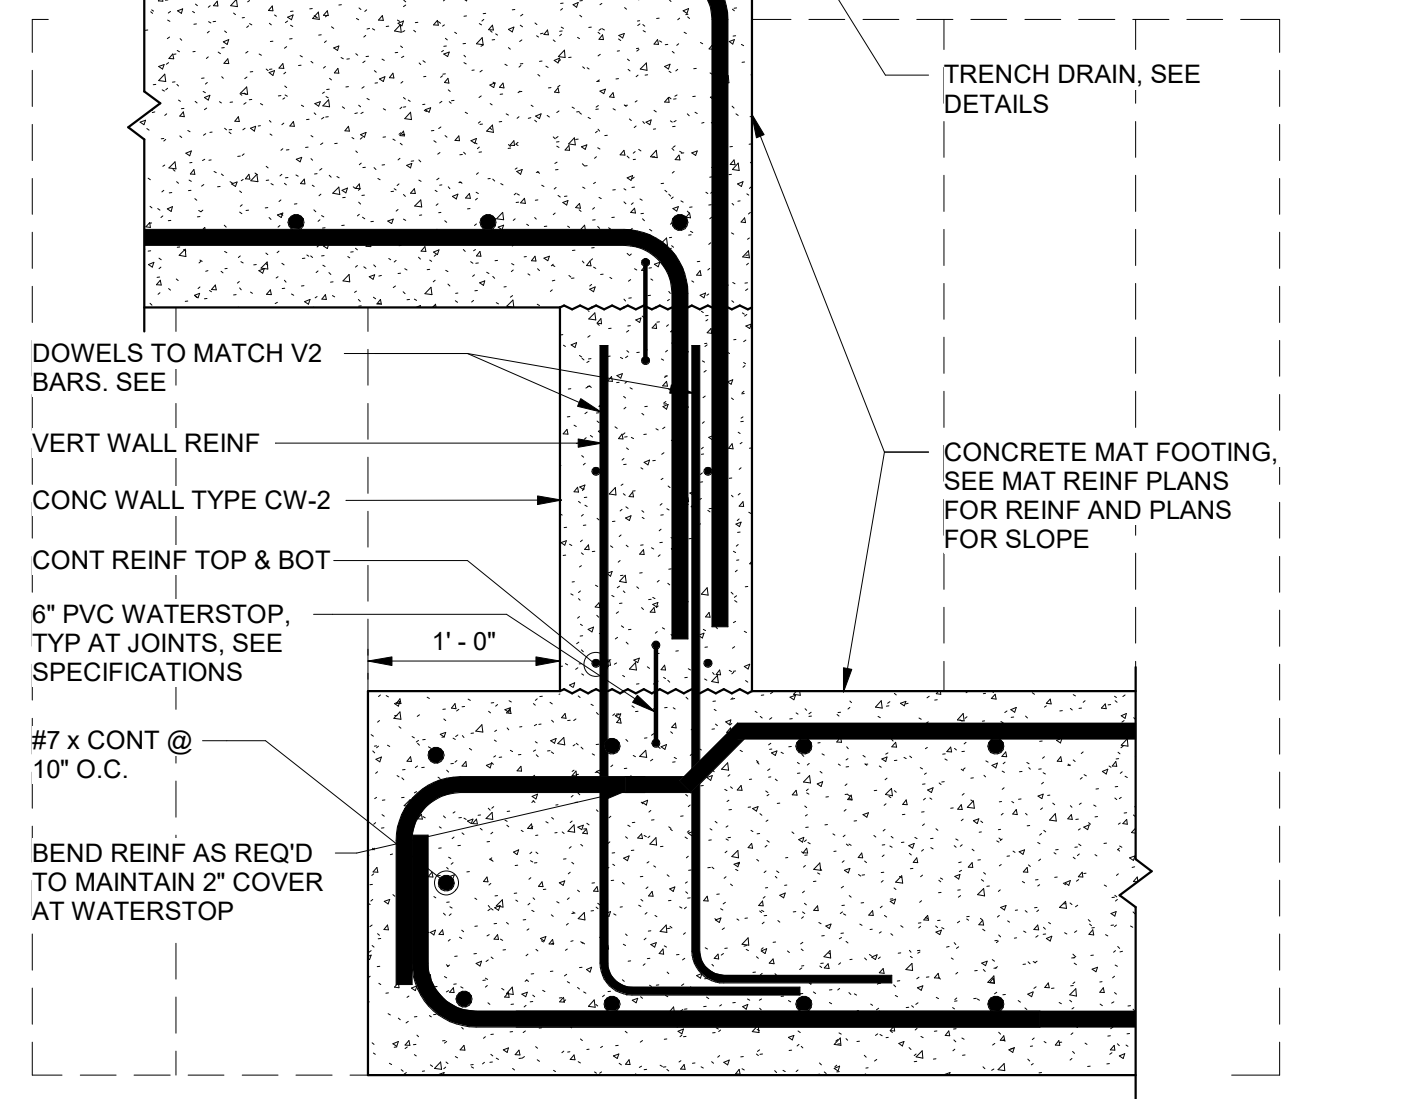 TRENCH DRAIN, SEE
DETAILS
DOWELS TO MATCH V2
BARS. SEE
VERT WALL REINF
CONC WALL TYPE CW-2
CONT REINF TOP & BOT
6" PVC WATERSTOP,
TYP AT JOINTS, SEE
SPECIFICATIONS
1' - 0"
CONCRETE MAT FOOTING,
SEE MAT REINF PLANS
FOR REINF AND PLANS
FOR SLOPE
#7 x CONT @
10" O.C.
BEND REINF AS REQ'D
TO MAINTAIN 2" COVER
AT WATERSTOP